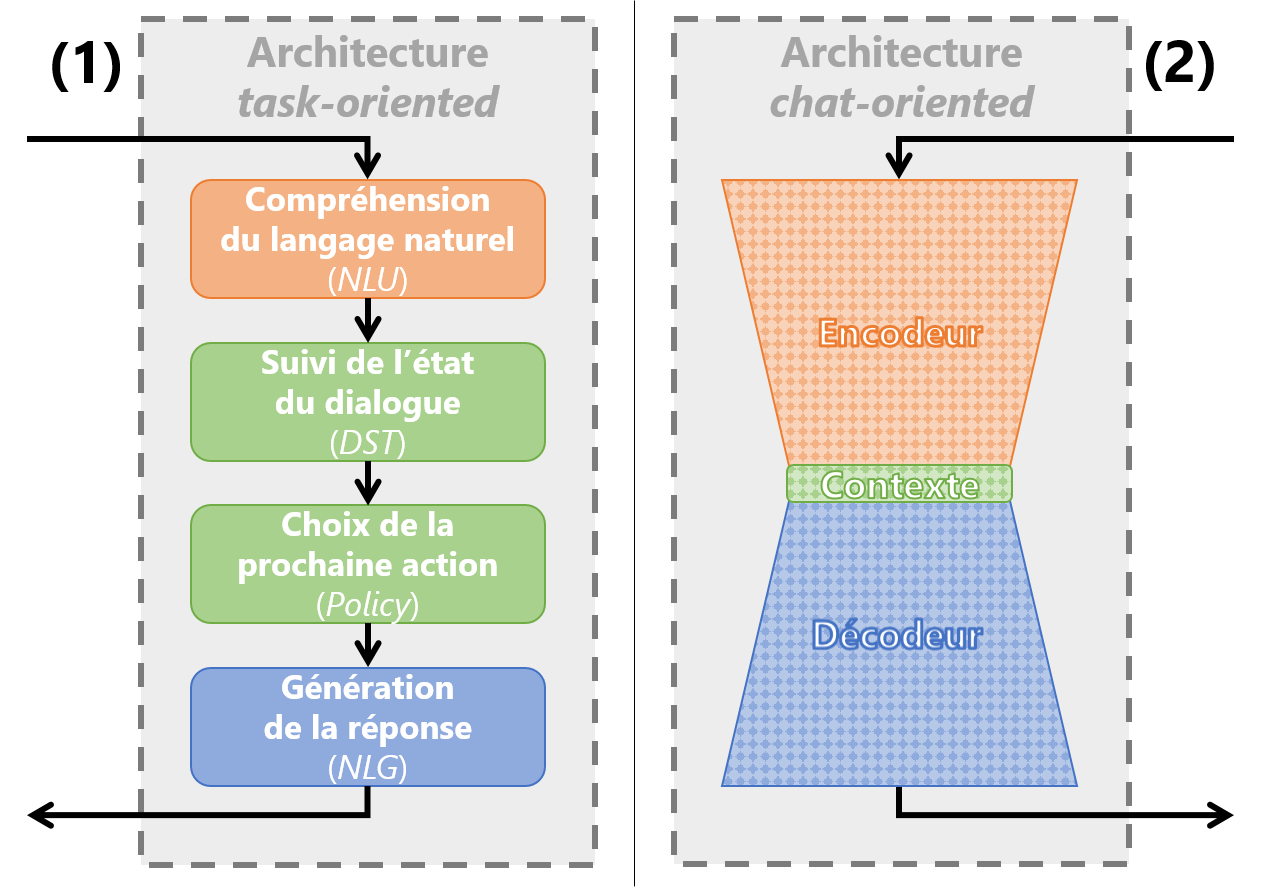 (1)
Architecture
task-oriented
Compréhension
du langage naturel
(NLU)
Suivi de l’état
du dialogue
(DST)
Choix de la
prochaine action
(Policy)
Génération
de la réponse
(NLG)
(2)
Architecture
chat-oriented
Encodeur
Contexte
Décodeur